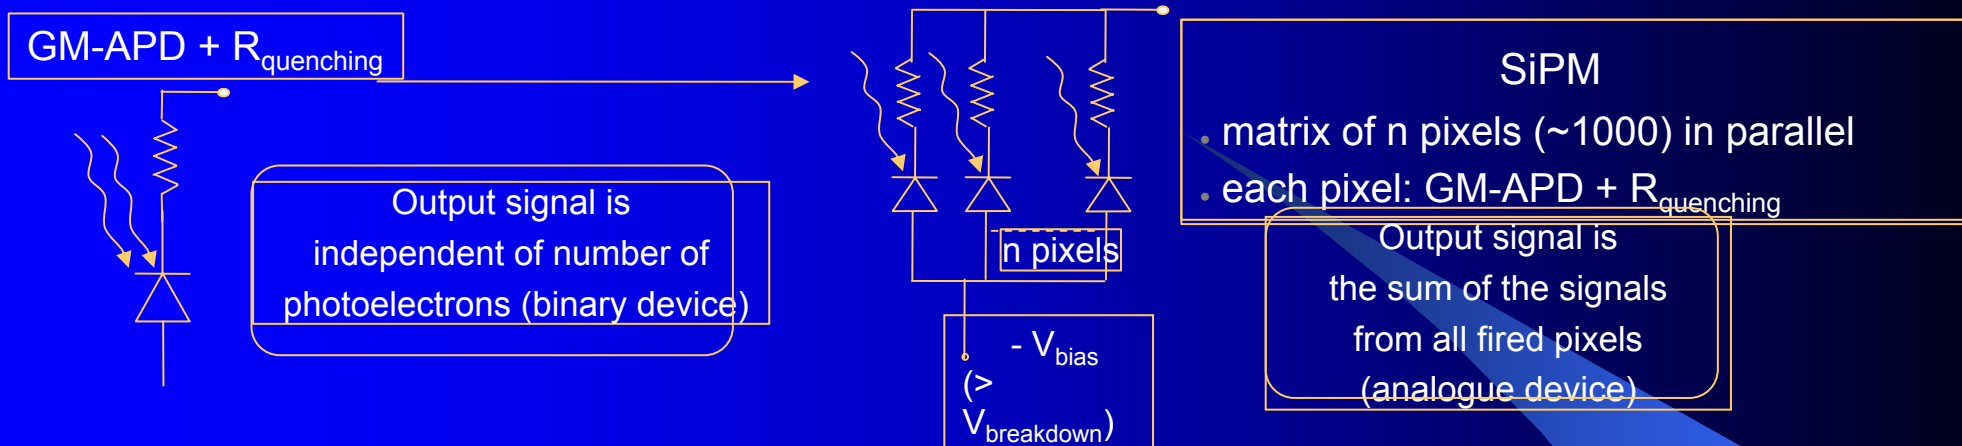 GM-APD + Rquenching
Output signal is
independent of number of
photoelectrons (binary device)
n pixels
- Vbias
(>
Vbreakdown)
SiPM
. matrix of n pixels (~1000) in parallel
. each pixel: GM-APD + Rquenching
Output signal is
the sum of the signals
from all fired pixels
(analogue device)